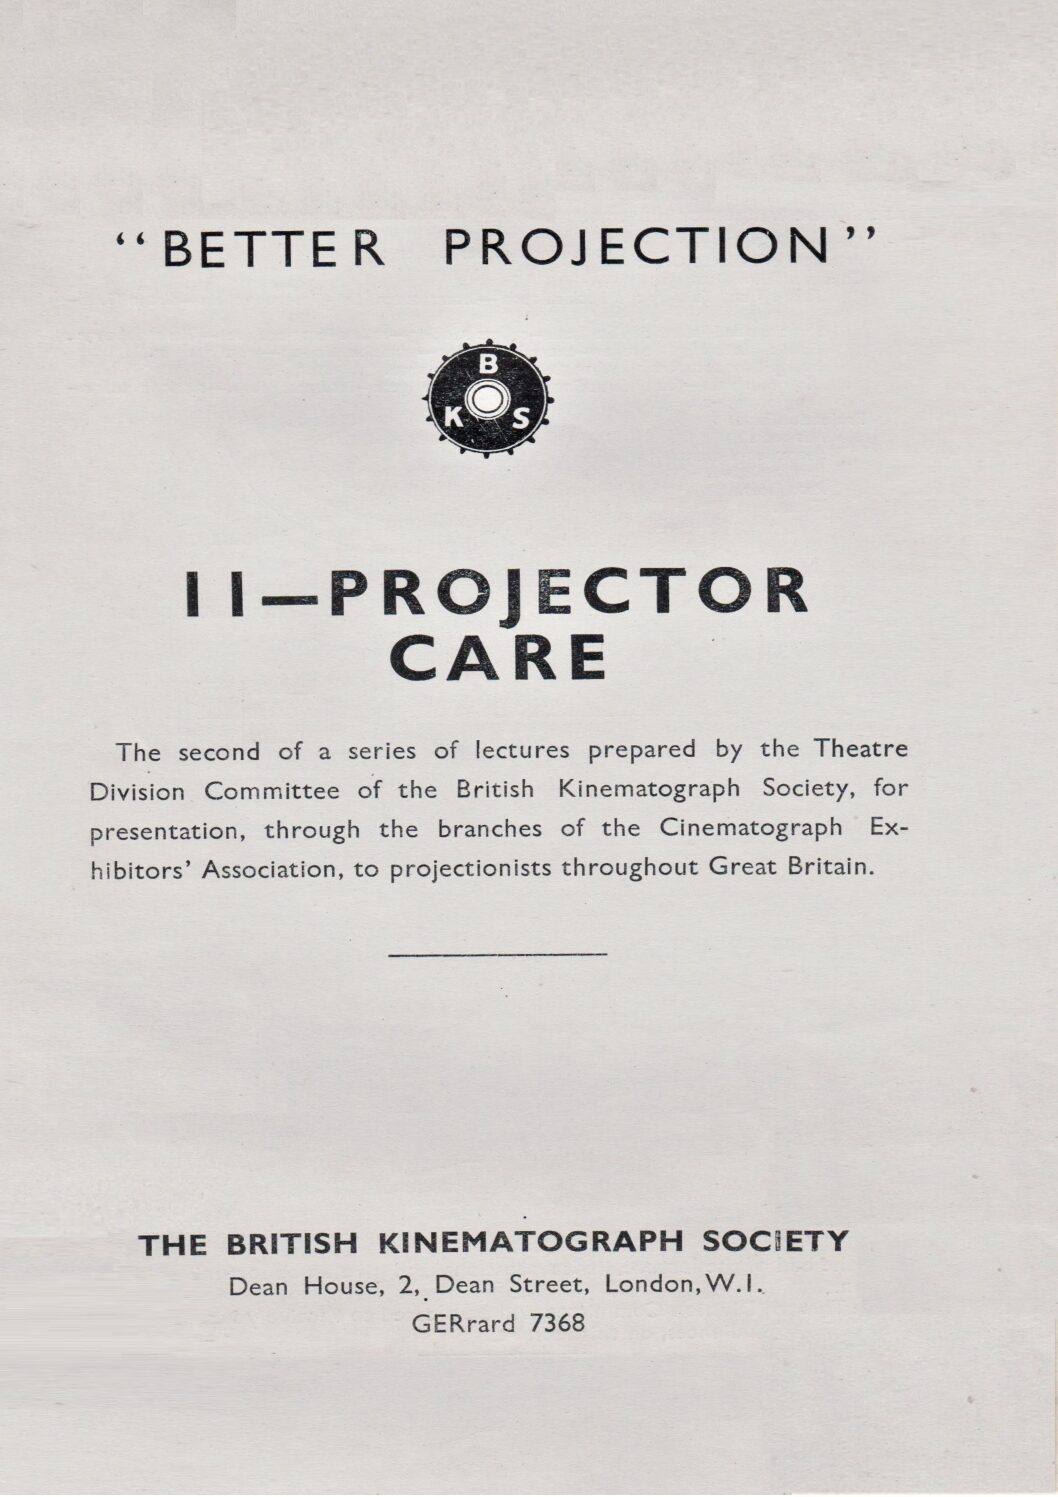 “BETTER PROJECTION”
B
K S
II—PROJECTOR
CARE
The second of a series of lectures prepared by the Theatre
Division Committee of the British Kinematograph Society, for
presentation, through the branches of the Cinematograph Ex-
hibitors’ Association, to projectionists throughout Great Britain.
THE BRITISH KINEMATOGRAPH SOCIETY
Dean House, 2, Dean Street, London, W.I.
GERrard 7368